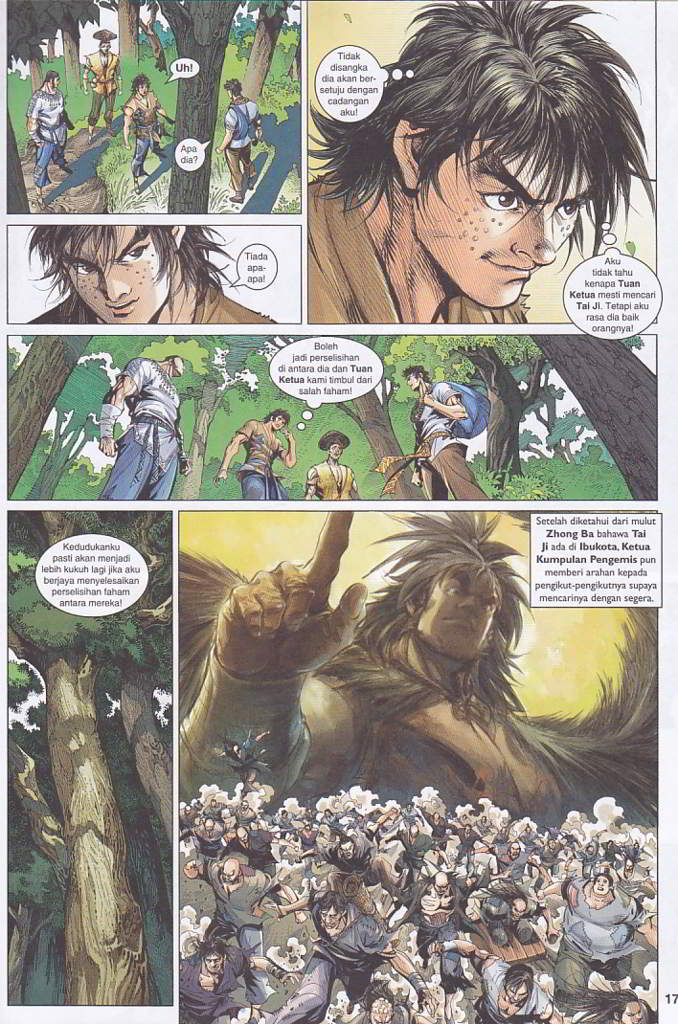 Uh!
Apa
dia?
Tidak
disangka
dia akan ber-
setuju dengan
cadangan
aku!
Aku
tidak tahu
kenapa Tuan
Ketua mesti mencari
Tai Ji. Tetapi aku
rasa dia baik
orangnya!
Tiada
apa-
apa!
Boleh
jadi perselisihan
di antara dia dan Tuan
Ketua kami timbul dari
salah faham!
Kedudukanku
pasti akan menjadi
lebih kukuh lagi jika aku
berjaya menyelesaikan
perselisihan faham
antara mereka!
Setelah diketahui dari mulut
Zhong Ba bahawa Tai
Ji ada di Ibukota, Ketua
Kumpulan Pengemis pun
memberi arahan kepada
pengikut-pengikutnya supaya
mencarinya dengan segera.
17